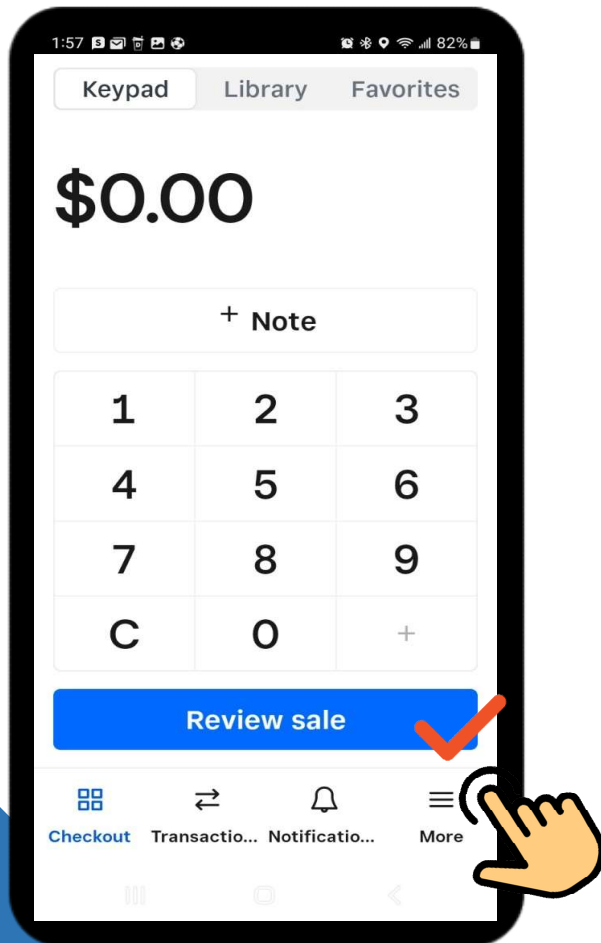 1:57 82%
Keypad Library Favorites
$0.00
+ Note
1 2 3
4 5 6
7 8 9
C 0 +
Review sale
Checkout Transactio... Notificatio... More